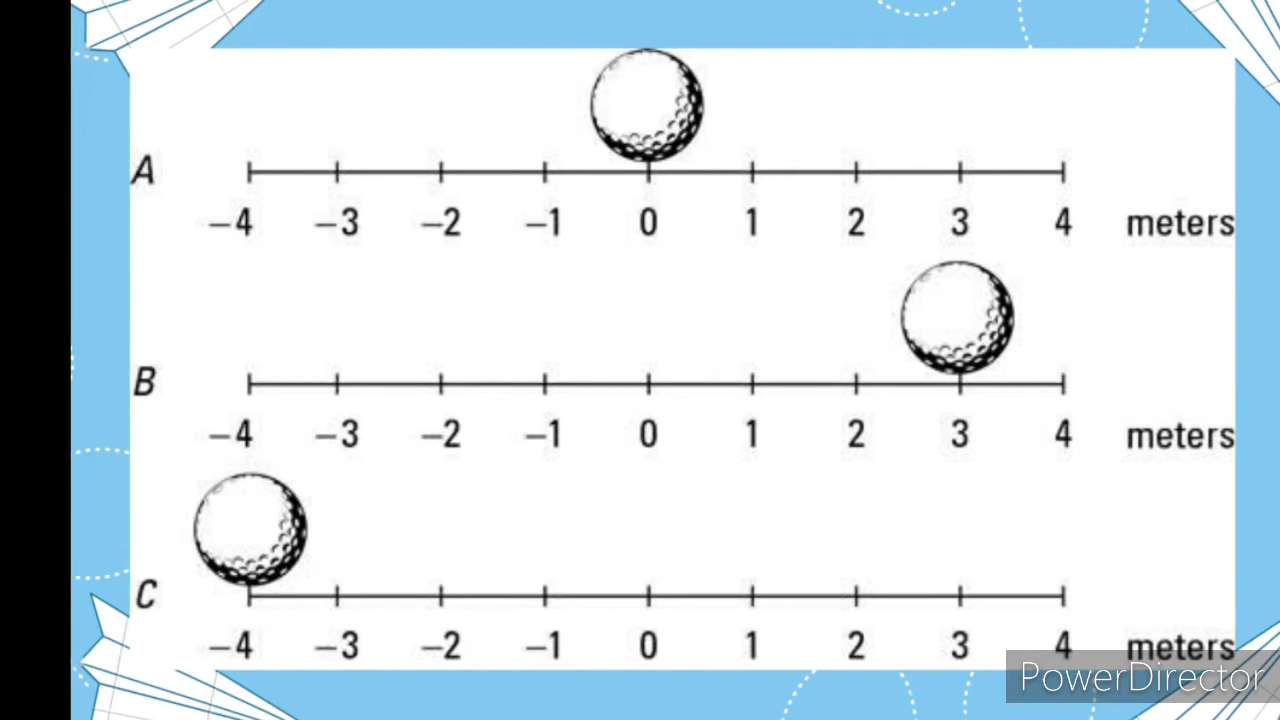 A
−4 −3 −2 −1 0 1 2 3 4 meters
B
−4 −3 −2 −1 0 1 2 3 4 meters
C
−4 −3 −2 −1 0 1 2 3 4 meters
PowerDirector